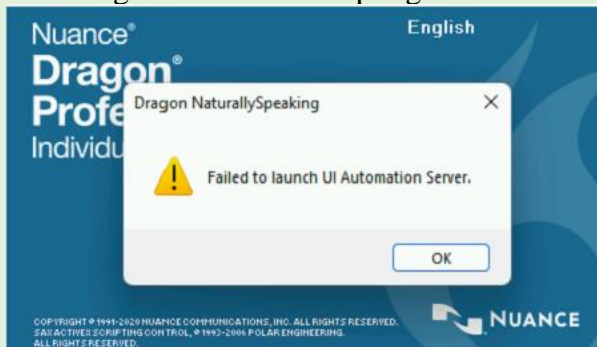 Nuance®
English
Dragon®
Profe
Individu
Dragon NaturallySpeaking
Failed to launch UI Automation Server.
OK
COPYRIGHT © 1991-2020 NUANCE COMMUNICATIONS, INC. ALL RIGHTS RESERVED.
SAX ACTIVEX SCRIPTING CONTROL, © 1993-2006 POLAR ENGINEERING.
ALL RIGHTS RESERVED.
NUANCE